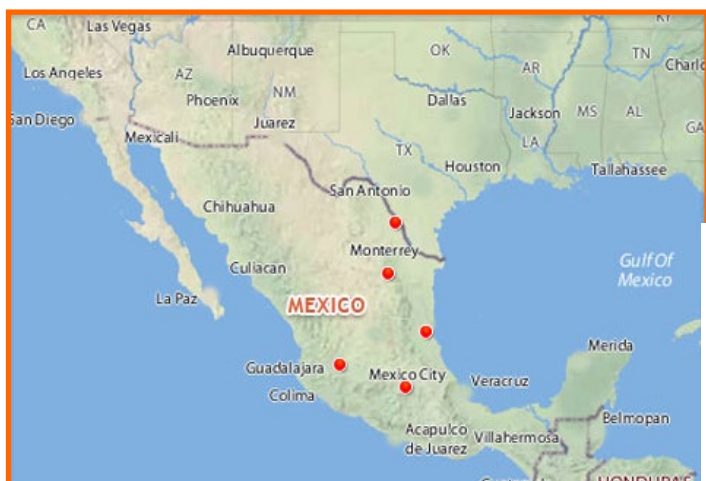 CA
Las Vegas
KY
Albuquerque
OK
TN
Los Angeles
AZ
AR
Charlo
Phoenix
NM
Dallas
San Diego
Juarez
Jackson
MS
AL
Mexicali
TX
LA
GA
Houston
Tallahassee
San Antonio
Chihuahua
Monterrey
Gulf Of
Mexico
Culiacan
La Paz
MEXICO
Merida
Guadalajara
Mexico City
Veracruz
Colima
Belmopan
Acapulco
de Juarez
Villahermosa
HONDURAS